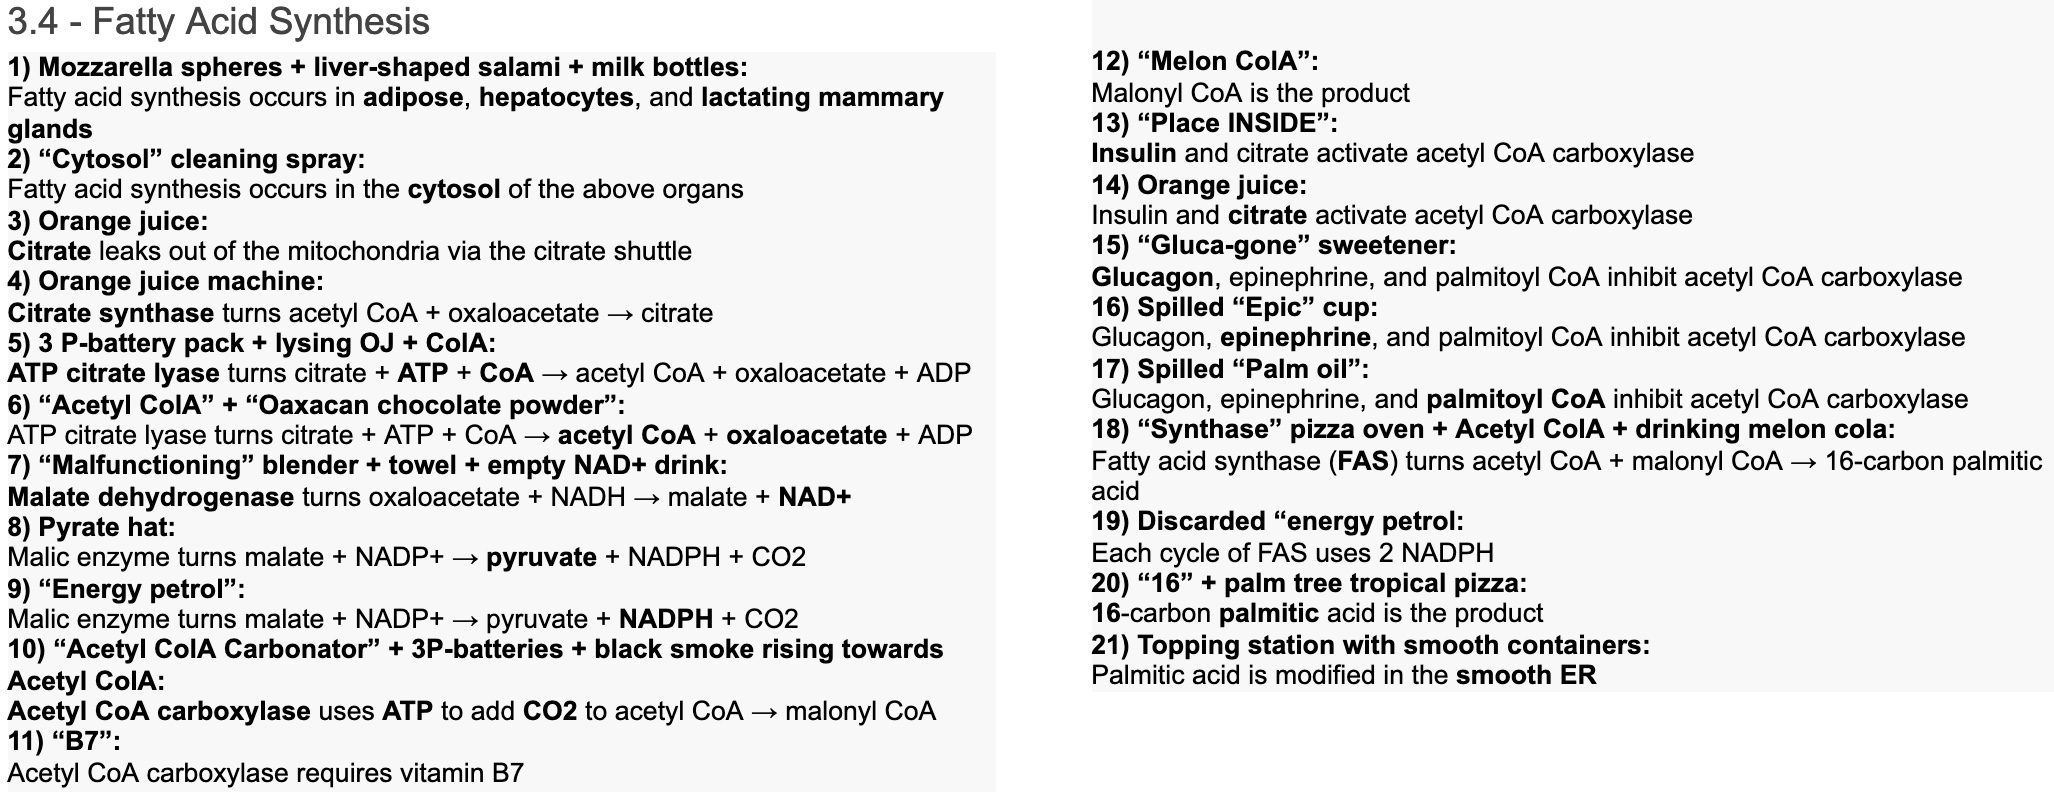 3.4 - Fatty Acid Synthesis
1) Mozzarella spheres + liver-shaped salami + milk bottles:
Fatty acid synthesis occurs in adipose, hepatocytes, and lactating mammary
glands
2) “Cytosol” cleaning spray:
Fatty acid synthesis occurs in the cytosol of the above organs
3) Orange juice:
Citrate leaks out of the mitochondria via the citrate shuttle
4) Orange juice machine:
Citrate synthase turns acetyl CoA + oxaloacetate → citrate
5) 3 P-battery pack + lysing OJ + ColA:
ATP citrate lyase turns citrate + ATP + CoA → acetyl CoA + oxaloacetate + ADP
6) “Acetyl ColA” + “Oaxacan chocolate powder”:
ATP citrate lyase turns citrate + ATP + CoA → acetyl CoA + oxaloacetate + ADP
7) “Malfunctioning” blender + towel + empty NAD+ drink:
Malate dehydrogenase turns oxaloacetate + NADH → malate + NAD+
8) Pyrate hat:
Malic enzyme turns malate + NADP+ → pyruvate + NADPH + CO2
9) “Energy petrol”:
Malic enzyme turns malate + NADP+ → pyruvate + NADPH + CO2
10) “Acetyl ColA Carbonator” + 3P-batteries + black smoke rising towards
Acetyl ColA:
Acetyl CoA carboxylase uses ATP to add CO2 to acetyl CoA → malonyl CoA
11) “B7”:
Acetyl CoA carboxylase requires vitamin B7
12) “Melon ColA”:
Malonyl CoA is the product
13) “Place INSIDE”:
Insulin and citrate activate acetyl CoA carboxylase
14) Orange juice:
Insulin and citrate activate acetyl CoA carboxylase
15) “Gluca-gone” sweetener:
Glucagon, epinephrine, and palmitoyl CoA inhibit acetyl CoA carboxylase
16) Spilled “Epic” cup:
Glucagon, epinephrine, and palmitoyl CoA inhibit acetyl CoA carboxylase
17) Spilled “Palm oil”:
Glucagon, epinephrine, and palmitoyl CoA inhibit acetyl CoA carboxylase
18) “Synthase” pizza oven + Acetyl ColA + drinking melon cola:
Fatty acid synthase (FAS) turns acetyl CoA + malonyl CoA → 16-carbon palmitic
acid
19) Discarded “energy petrol:
Each cycle of FAS uses 2 NADPH
20) “16” + palm tree tropical pizza:
16-carbon palmitic acid is the product
21) Topping station with smooth containers:
Palmitic acid is modified in the smooth ER